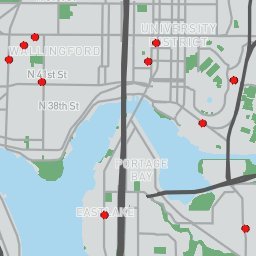 UNIVERSITY
DISTRICT
WALLINGFORD
N 41st St
N 38th St
PORTAGE
BAY
EASTLAKE